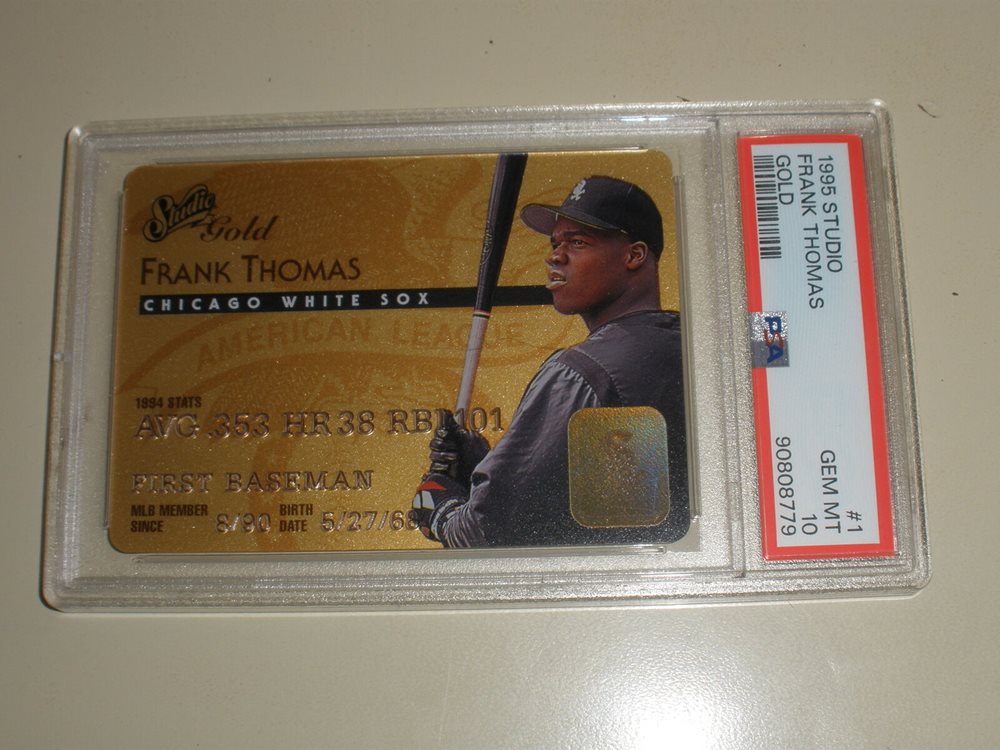 Studio
Gold
FRANK THOMAS
CHICAGO WHITE SOX
AMERICAN LEAGUE
1994 STATS
AVG .353 HR 38 RBI 101
FIRST BASEMAN
MLB MEMBER SINCE 8/90 BIRTH DATE 5/27/68
1995 STUDIO
FRANK THOMAS
GOLD
PSA
#1
GEM MT
10
90808779